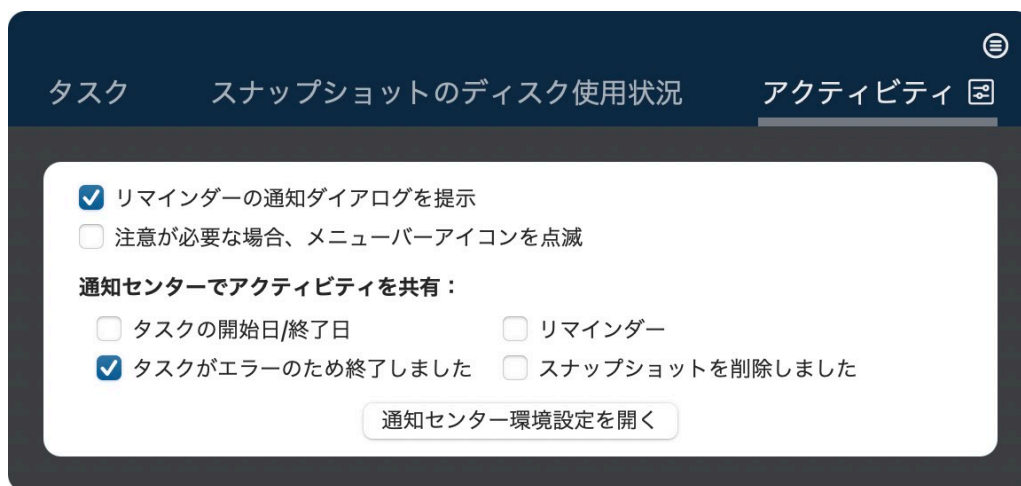 タスク スナップショットのディスク使用状況 アクティビティ
リマインダーの通知ダイアログを提示
注意が必要な場合、メニューバーアイコンを点滅
通知センターでアクティビティを共有：
タスクの開始日/終了日 リマインダー
タスクがエラーのため終了しました スナップショットを削除しました
通知センター環境設定を開く